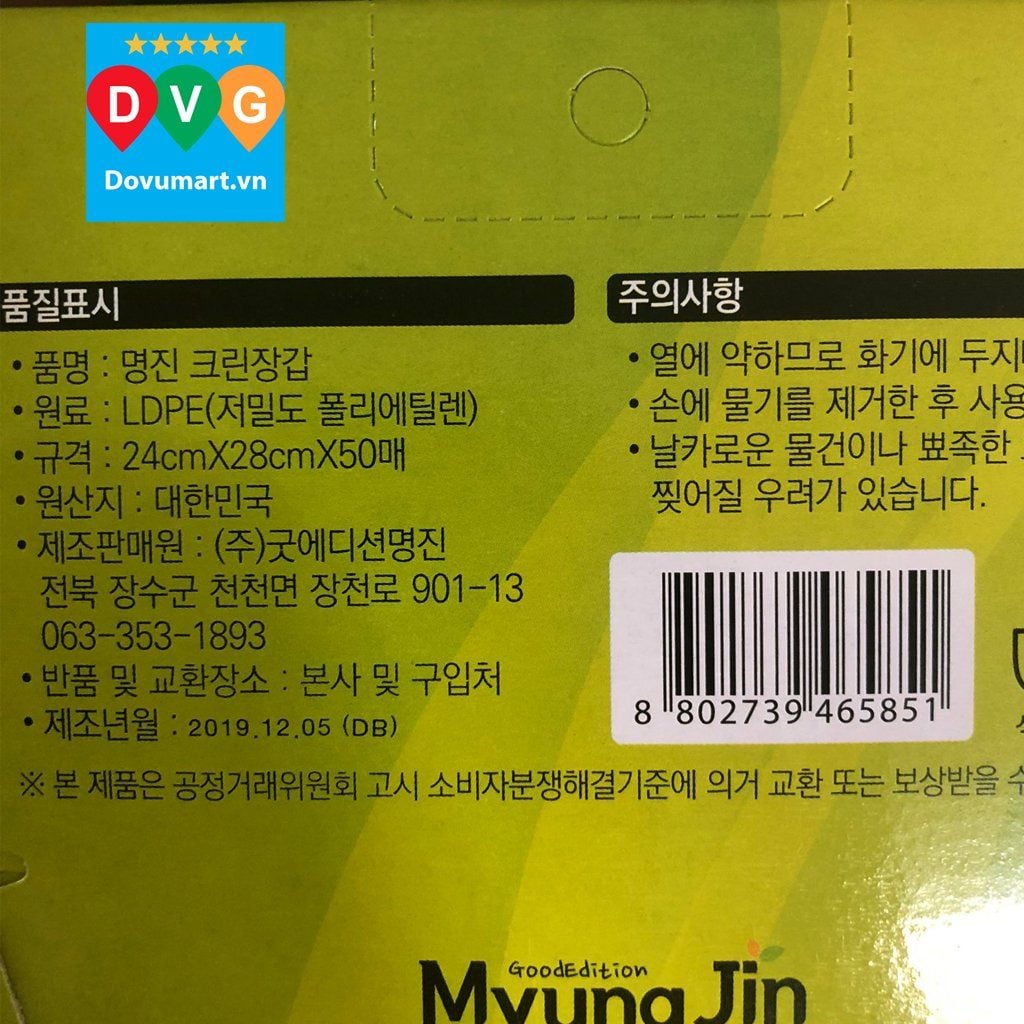 D V G
Dovumart.vn
품질표시
• 품명 : 명진 크린장갑
• 원료 : LDPE(저밀도 폴리에틸렌)
• 규격 : 24cmX28cmX50매
• 원산지 : 대한민국
• 제조판매원 : (주)굿에디션명진
전북 장수군 천천면 장천로 901-13
063-353-1893
• 반품 및 교환장소 : 본사 및 구입처
• 제조년월 : 2019.12.05 (DB)
주의사항
• 열에 약하므로 화기에 두지
• 손에 물기를 제거한 후 사용
• 날카로운 물건이나 뾰족한
찢어질 우려가 있습니다.
8 802739 465851
※ 본 제품은 공정거래위원회 고시 소비자분쟁해결기준에 의거 교환 또는 보상받을 수
GoodEdition
MyungJin